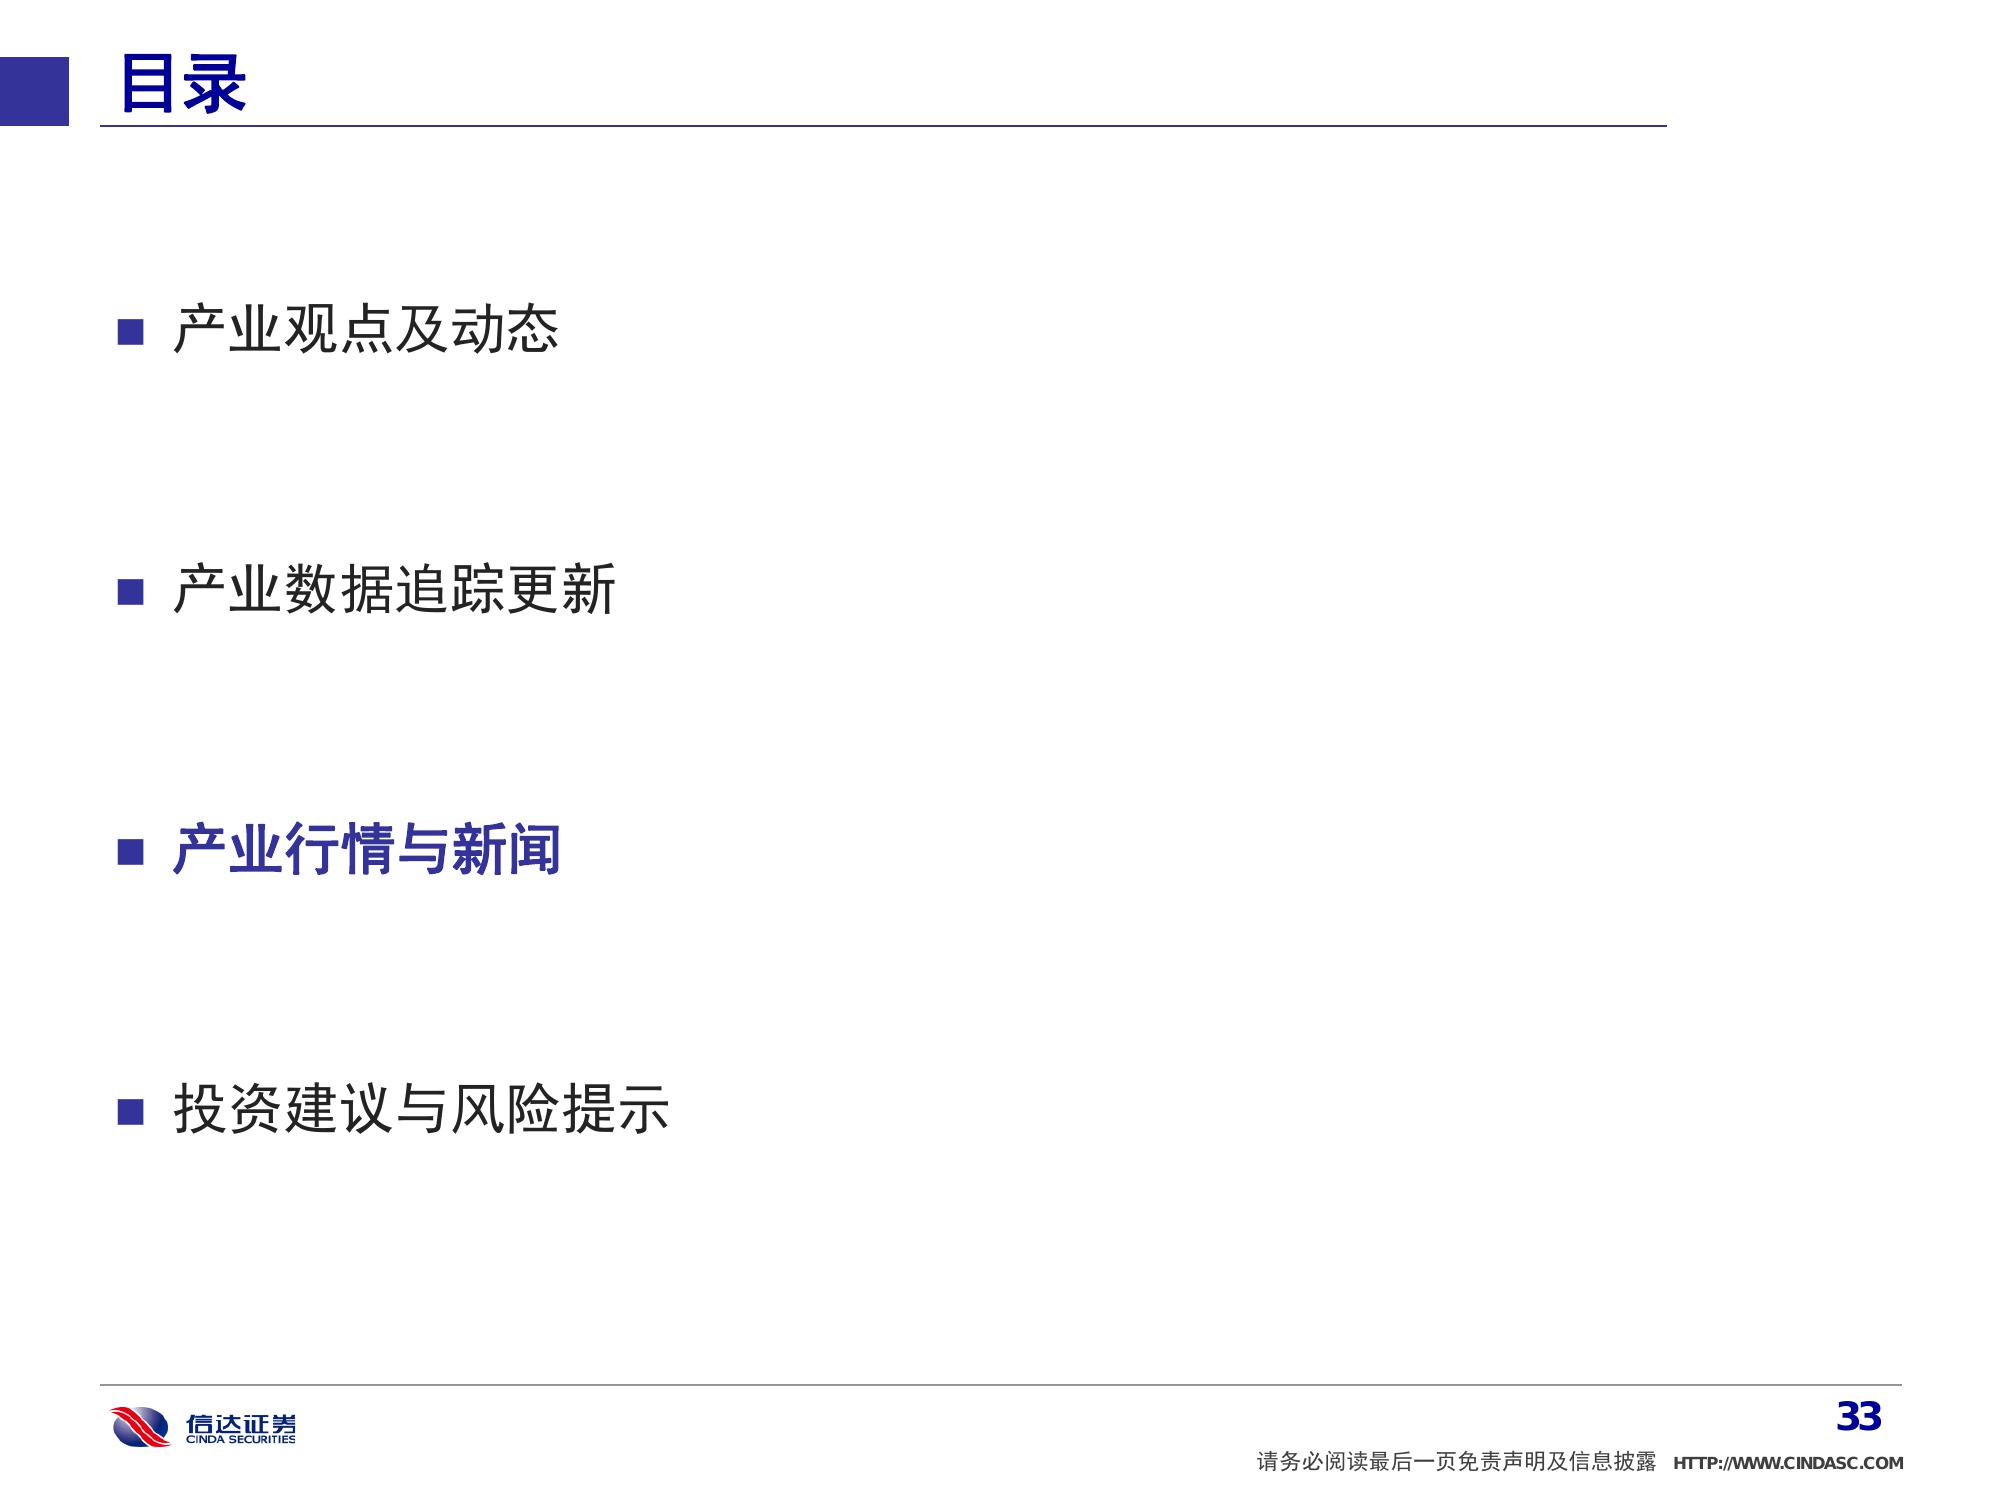 目录
产业观点及动态
产业数据追踪更新
产业行情与新闻
投资建议与风险提示
信达证券
CINDA SECURITIES
33
请务必阅读最后一页免责声明及信息披露 HTTP://WWW.CINDASC.COM